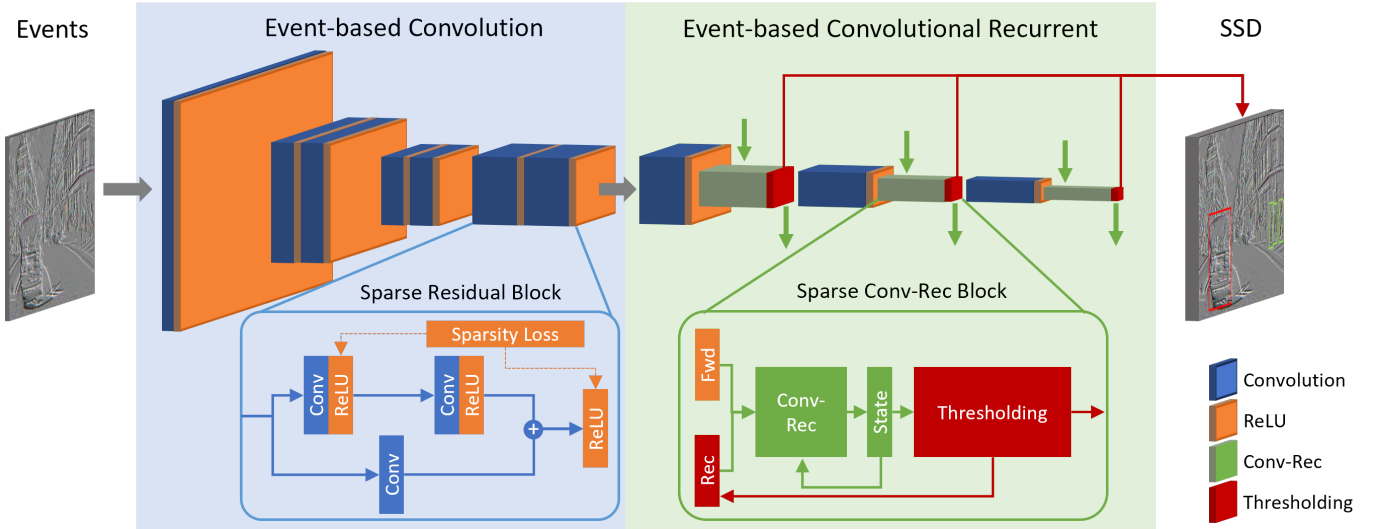 Events
Event-based Convolution
Event-based Convolutional Recurrent
SSD
Sparse Residual Block
Sparsity Loss
Conv
ReLU
Conv
ReLU
+
ReLU
Conv
Sparse Conv-Rec Block
Fwd
Conv-
Rec
State
Thresholding
Rec
Convolution
ReLU
Conv-Rec
Thresholding